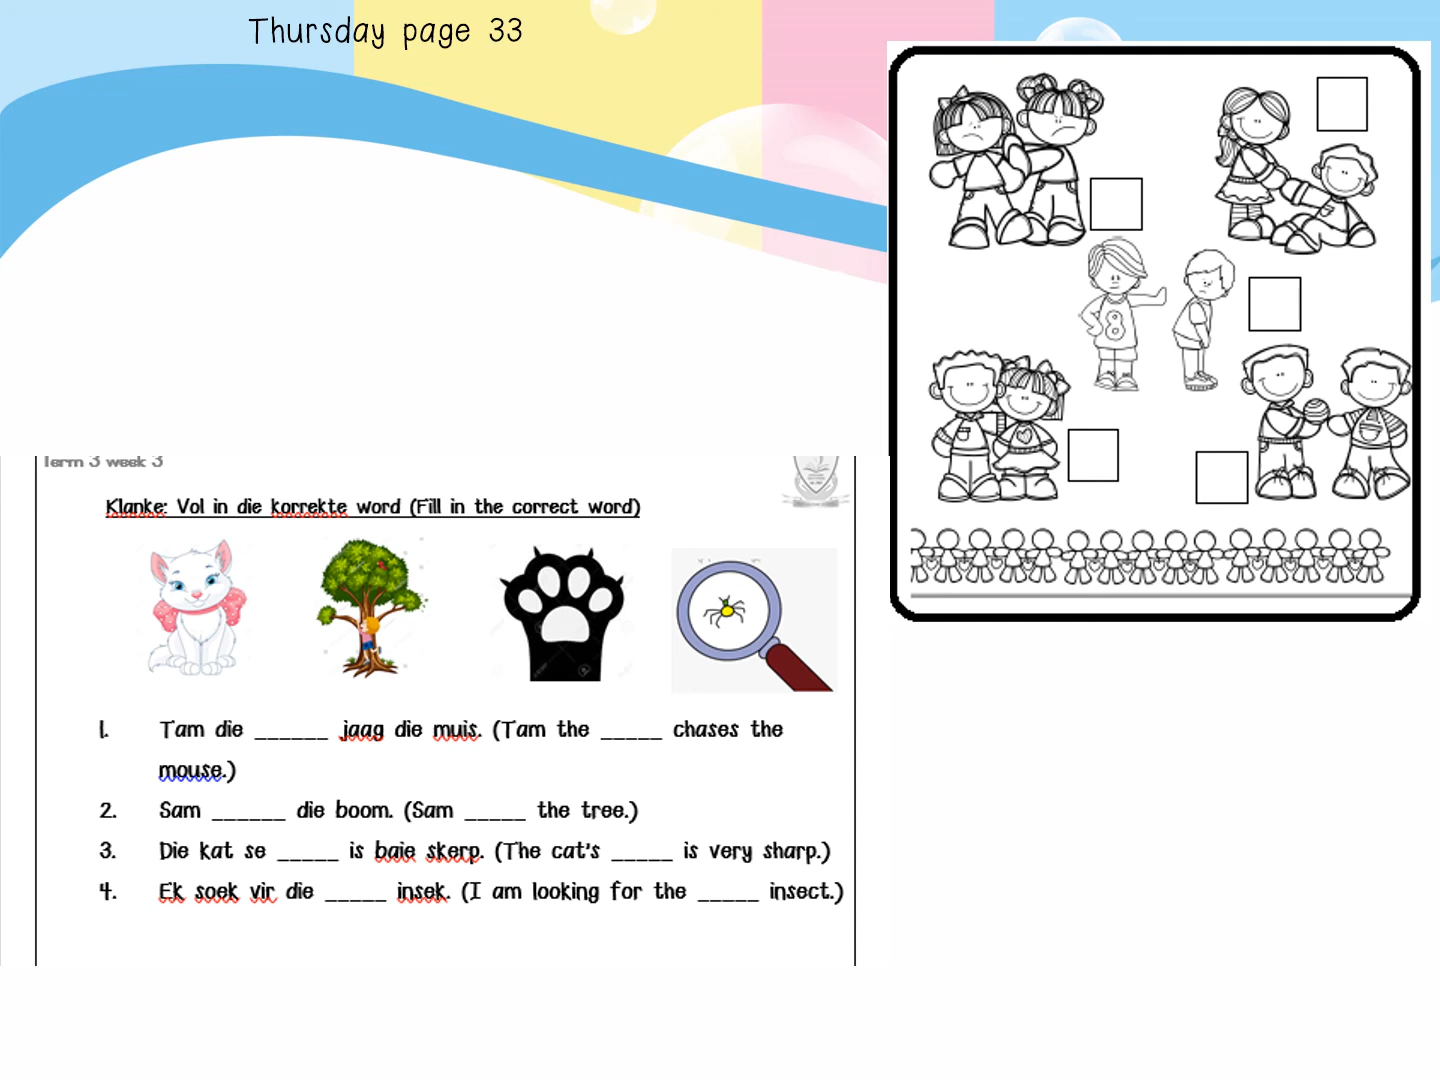 Thursday page 33
Term 3 week 3
Klanke: Vol in die korrekte word (Fill in the correct word)
1. Tam die ______ jaag die muis. (Tam the _____ chases the
mouse.)
2. Sam ______ die boom. (Sam _____ the tree.)
3. Die kat se _____ is baie skerp. (The cat's _____ is very sharp.)
4. Ek soek vir die _____ insek. (I am looking for the _____ insect.)
8